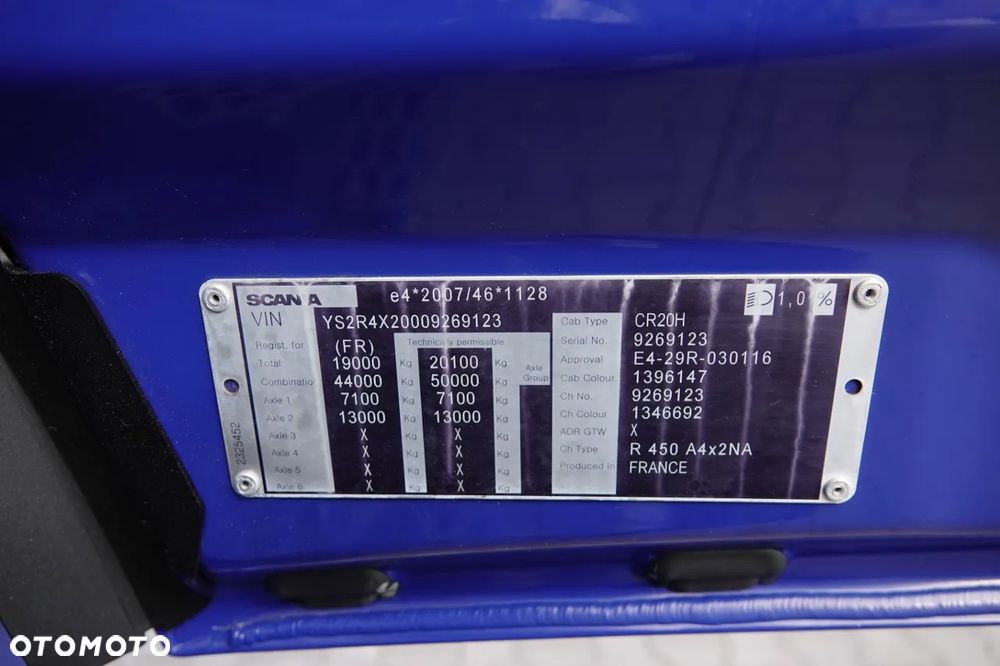 SCANIA e4*2007/46*1128 1,0 %
VIN YS2R4X20009269123 Cab Type CR20H
Serial No. 9269123
Regist. for (FR) Technically permissible Approval E4-29R-030116
Total 19000 Kg 20100 Kg Axle Group Cab Colour 1396147
Combinatio 44000 Kg 50000 Kg Ch No. 9269123
Axle 1 7100 Kg 7100 Kg Ch Colour 1346692
Axle 2 13000 Kg 13000 Kg ADR GTW X
Axle 3 X Kg X Kg Ch Type R 450 A4x2NA
Axle 4 X Kg X Kg Produced in FRANCE
Axle 5 X Kg X Kg
Axle 6 X Kg X Kg
2325452
OTOMOTO